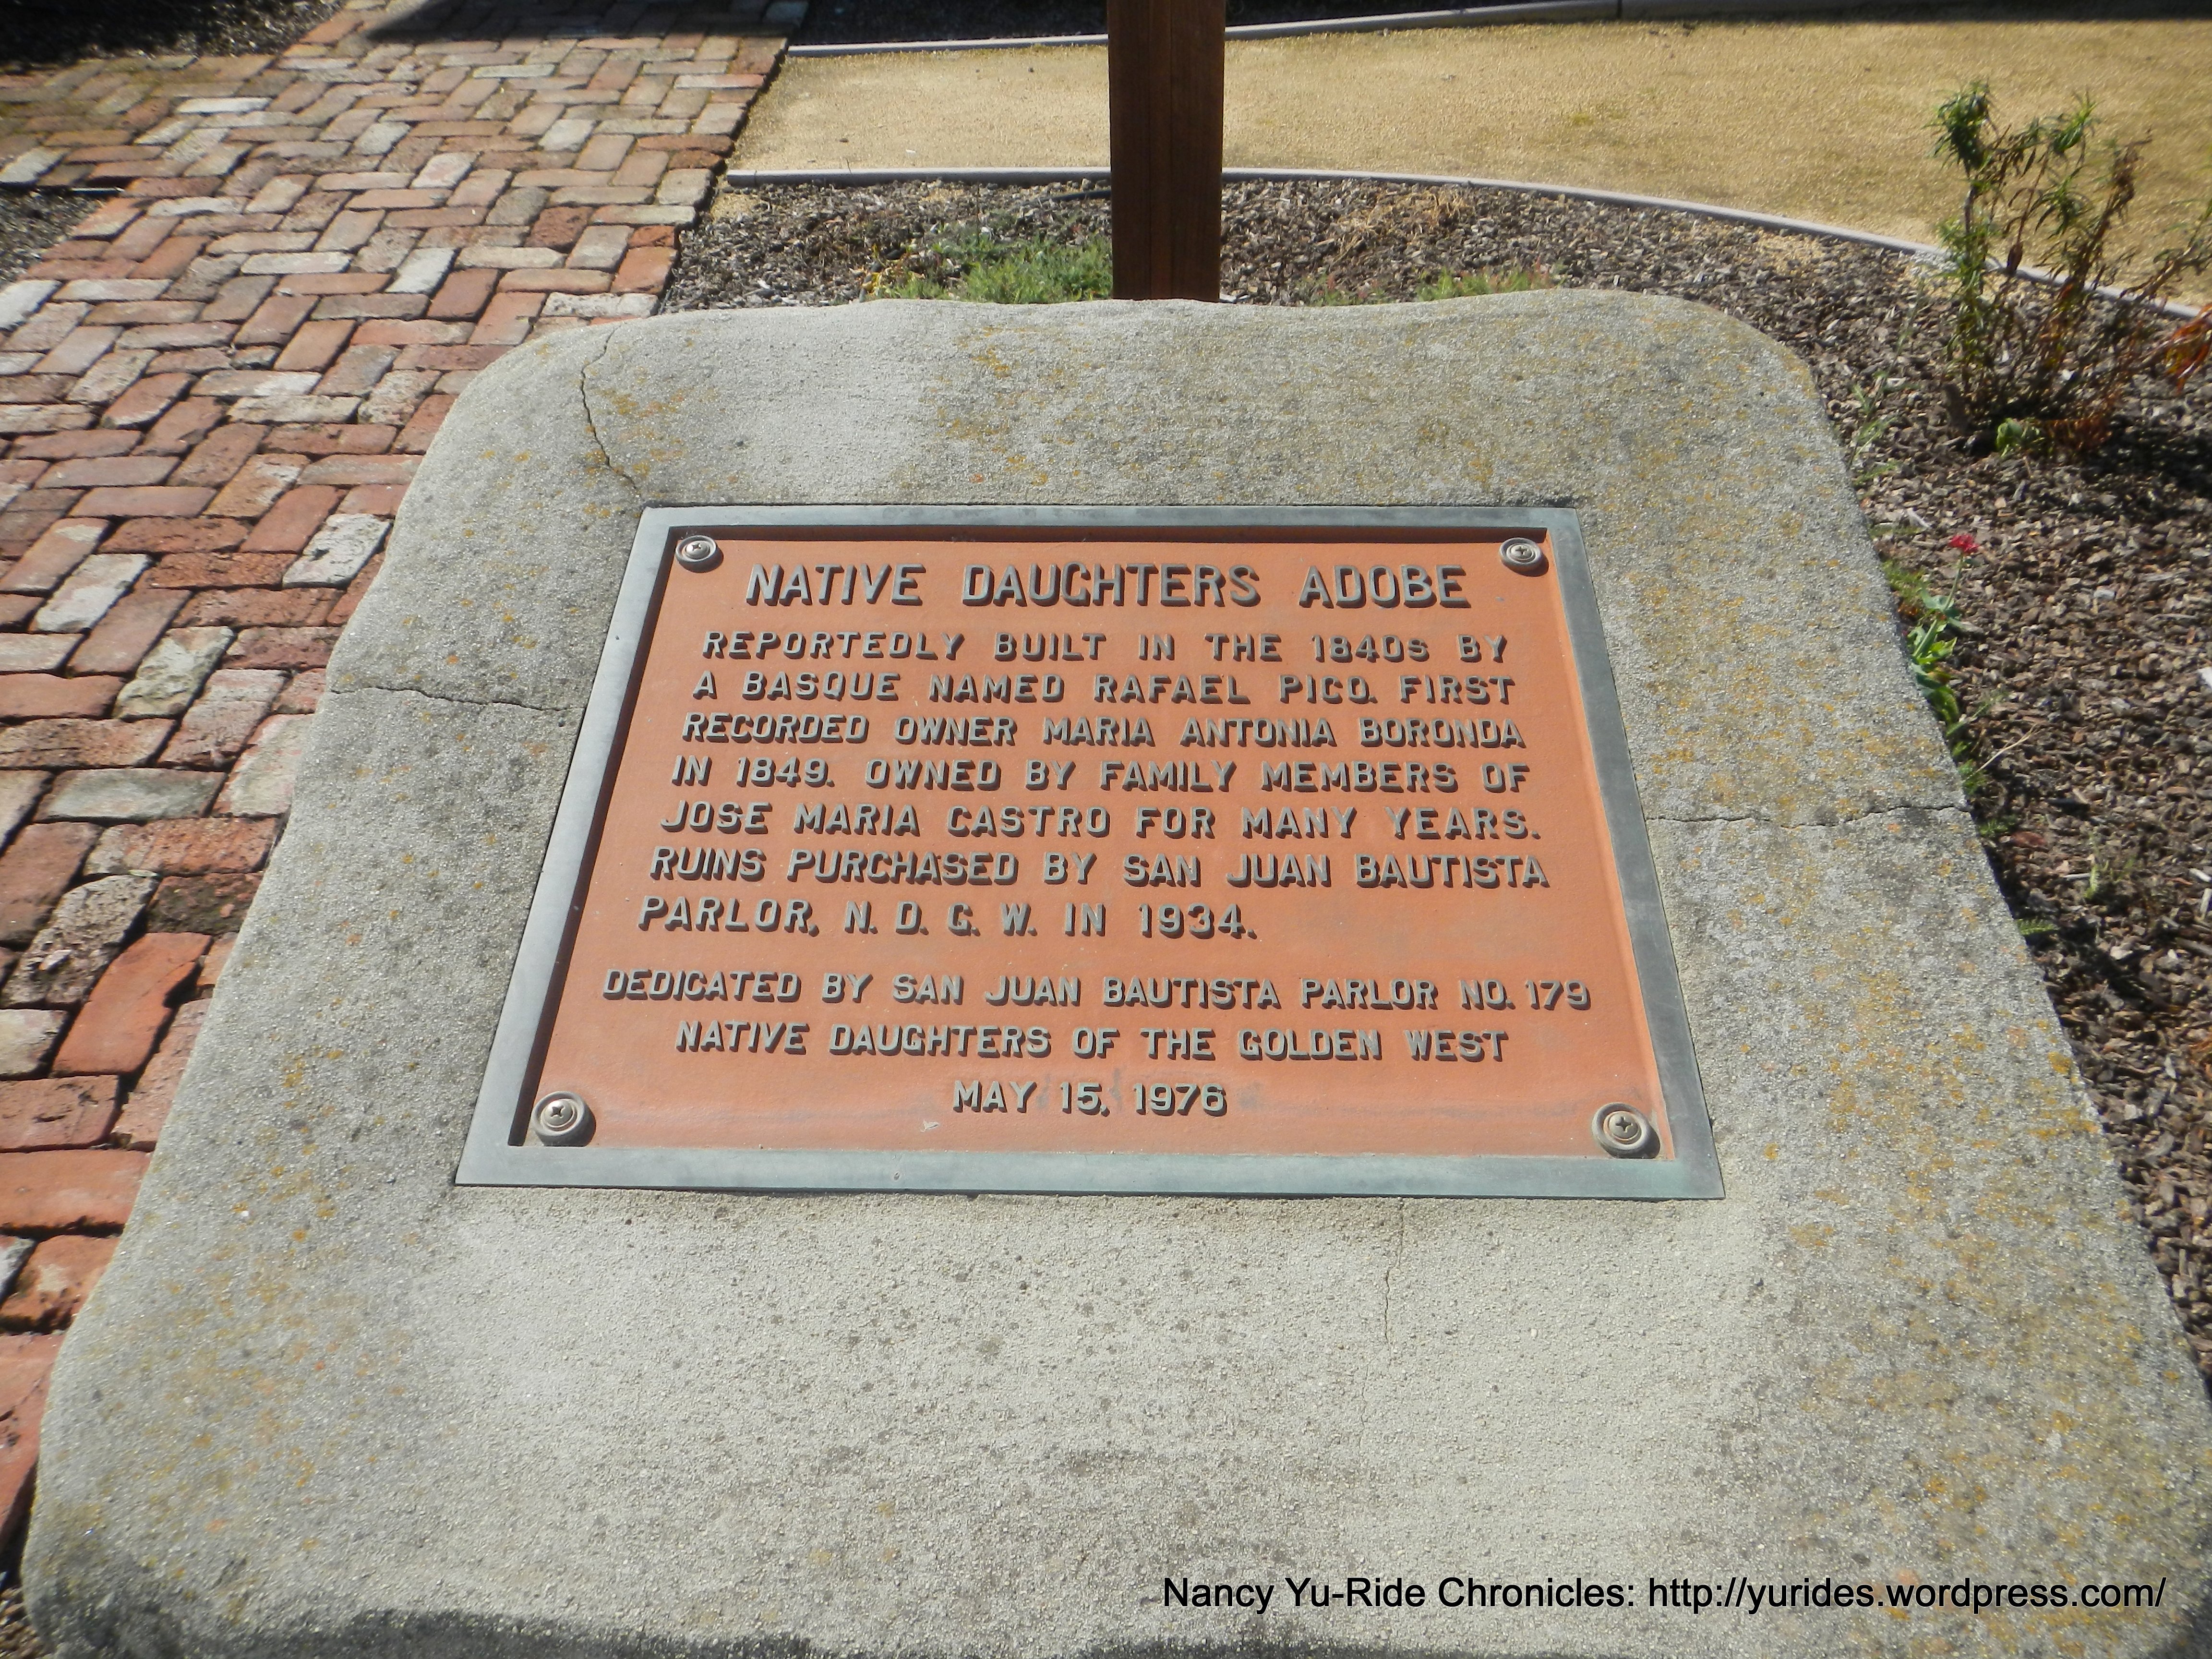 NATIVE DAUGHTERS ADOBE
REPORTEDLY BUILT IN THE 1840s BY
A BASQUE NAMED RAFAEL PICO. FIRST
RECORDED OWNER MARIA ANTONIA BORONDA
IN 1849. OWNED BY FAMILY MEMBERS OF
JOSE MARIA CASTRO FOR MANY YEARS.
RUINS PURCHASED BY SAN JUAN BAUTISTA
PARLOR, N. D. G. W. IN 1934.
DEDICATED BY SAN JUAN BAUTISTA PARLOR NO. 179
NATIVE DAUGHTERS OF THE GOLDEN WEST
MAY 15, 1976
Nancy Yu-Ride Chronicles: http://yurides.wordpress.com/